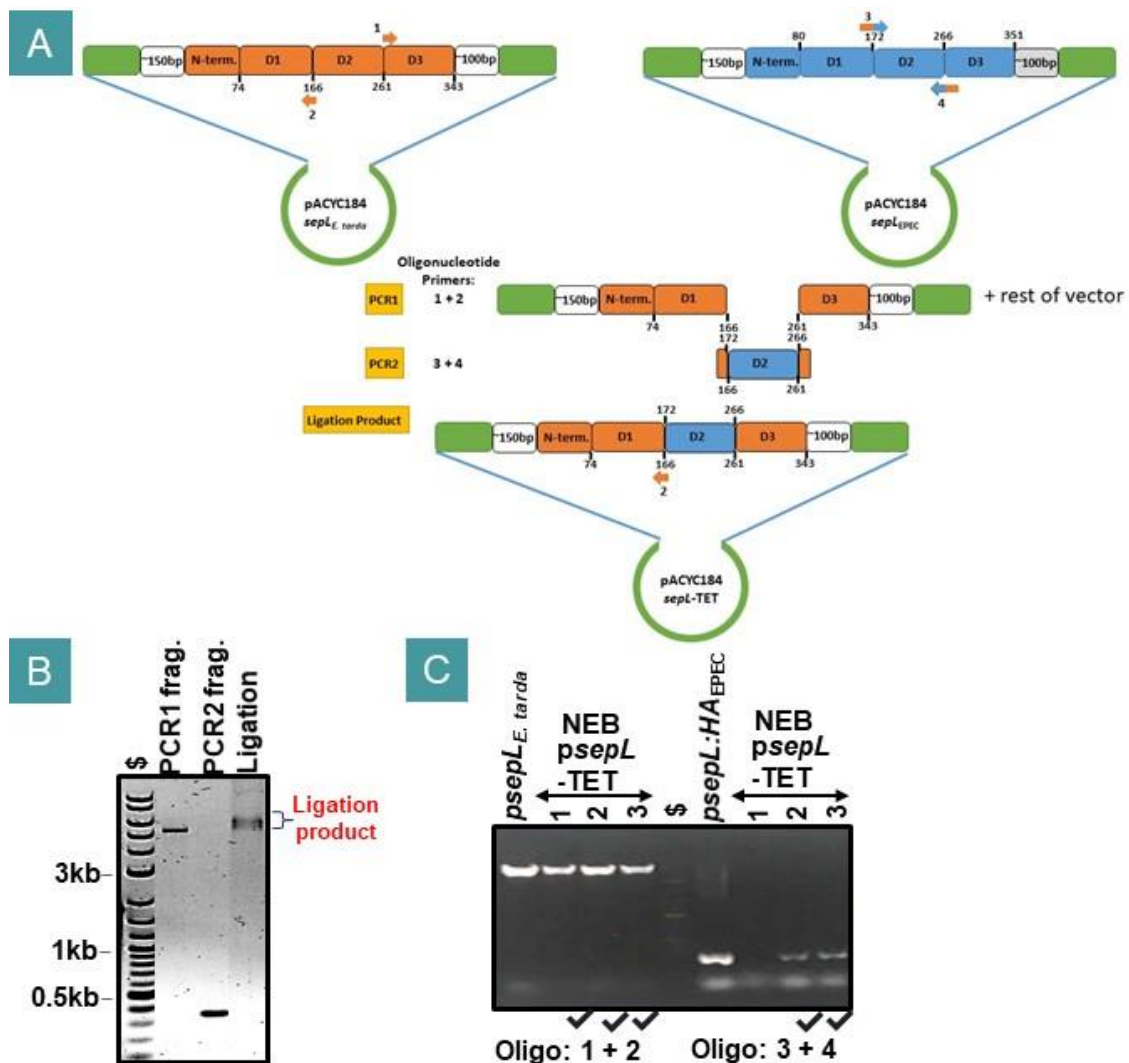 A
1
~150bp N-term. D1 D2 D3 ~100bp
74 166 261 343
2
pACYC184
sepL E. tarda
3
80 172 266 351
~150bp N-term. D1 D2 D3 ~100bp
4
pACYC184
sepL EPEC
Oligonucleotide
Primers:
PCR1 1 + 2 ~150bp N-term. D1 D3 ~100bp + rest of vector
74 166 261 343
PCR2 3 + 4
172 266
D2
166 261
Ligation Product
172 266
~150bp N-term. D1 D2 D3 ~100bp
74 166 261 343
2
pACYC184
sepL-TET
B
$ PCR1 frag. PCR2 frag. Ligation
Ligation
product
3kb
1kb
0.5kb
C
psepL E. tarda
NEB
psepL
-TET
1 2 3
$
psepL:HA EPEC
NEB
psepL
-TET
1 2 3
Oligo: 1 + 2 3 + 4